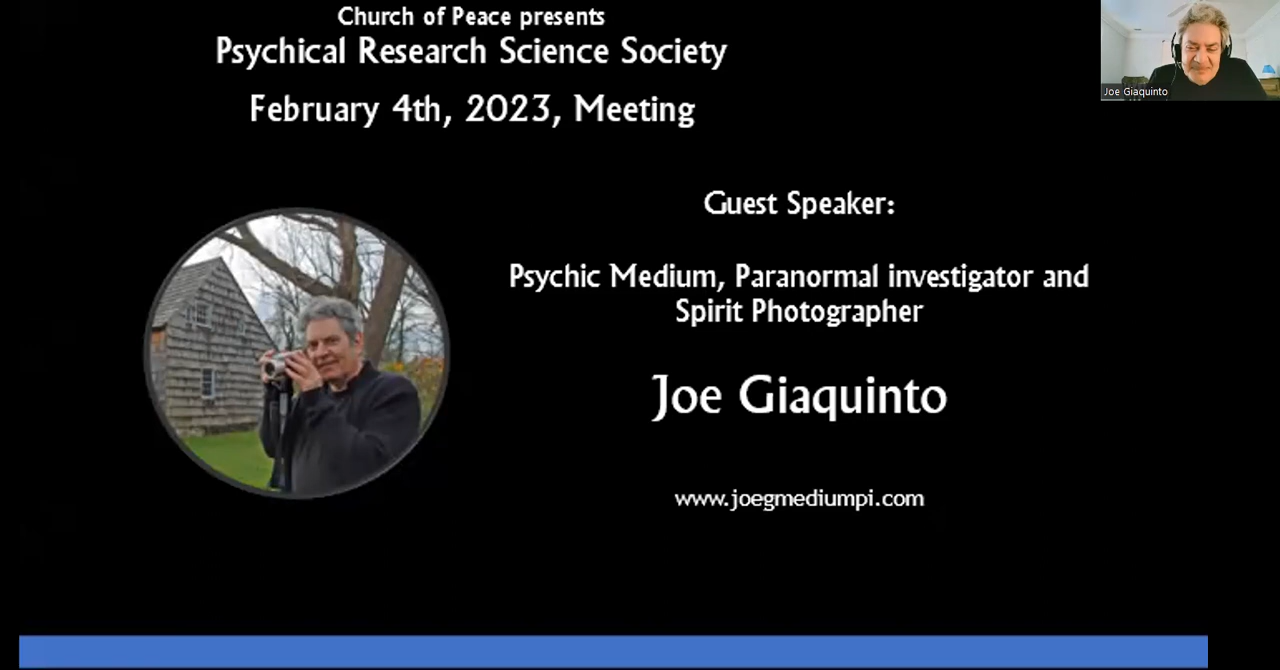 Church of Peace presents
Psychical Research Science Society
February 4th, 2023, Meeting
Joe Giaquinto
Guest Speaker:
Psychic Medium, Paranormal investigator and
Spirit Photographer
Joe Giaquinto
www.joegmediumpi.com